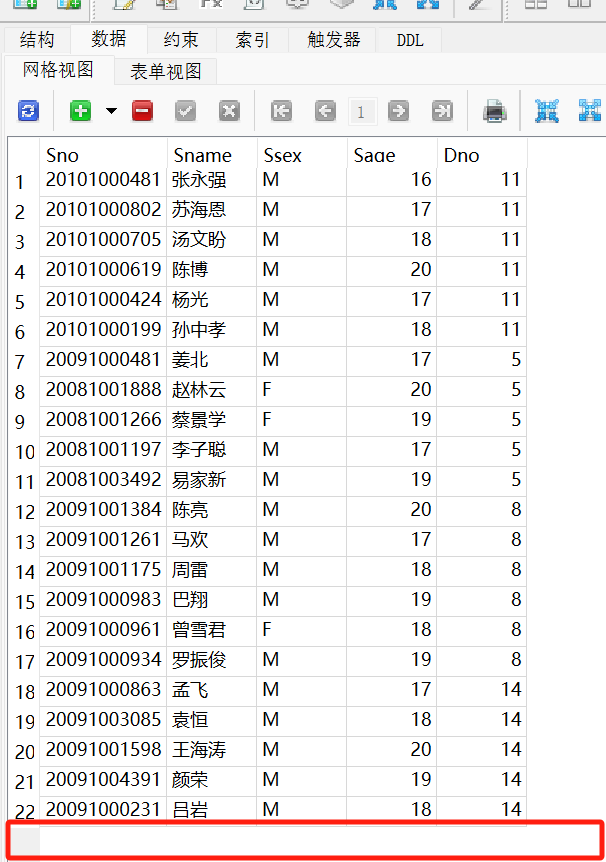 结构 数据 约束 索引 触发器 DDL
网格视图 表单视图
1
Sno Sname Ssex Sage Dno
1 20101000481 张永强 M 16 11
2 20101000802 苏海恩 M 17 11
3 20101000705 汤文盼 M 18 11
4 20101000619 陈博 M 20 11
5 20101000424 杨光 M 17 11
6 20101000199 孙中孝 M 18 11
7 20091000481 姜北 M 17 5
8 20081001888 赵林云 F 20 5
9 20081001266 蔡景学 F 19 5
10 20081001197 李子聪 M 17 5
11 20081003492 易家新 M 19 5
12 20091001384 陈亮 M 20 8
13 20091001261 马欢 M 17 8
14 20091001175 周雷 M 18 8
15 20091000983 巴翔 M 19 8
16 20091000961 曾雪君 F 18 8
17 20091000934 罗振俊 M 19 8
18 20091000863 孟飞 M 17 14
19 20091003085 袁恒 M 18 14
20 20091001598 王海涛 M 20 14
21 20091004391 颜荣 M 19 14
22 20091000231 吕岩 M 18 14